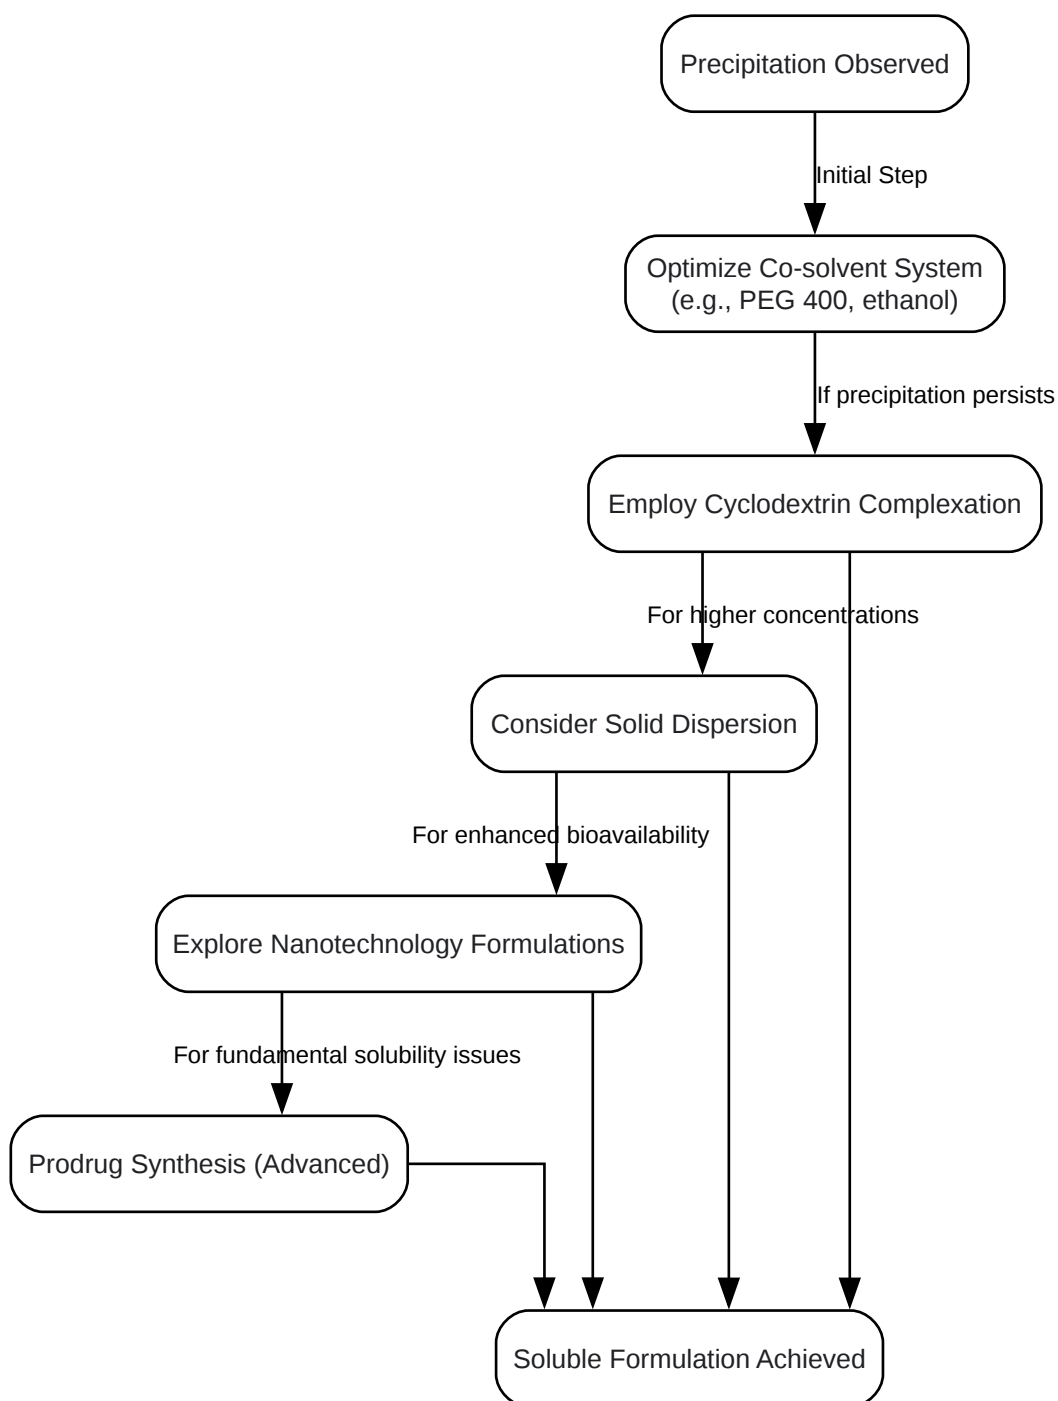 Precipitation Observed
Initial Step
Optimize Co-solvent System
(e.g., PEG 400, ethanol)
If precipitation persists
Employ Cyclodextrin Complexation
For higher concentrations
Consider Solid Dispersion
For enhanced bioavailability
Explore Nanotechnology Formulations
For fundamental solubility issues
Prodrug Synthesis (Advanced)
Soluble Formulation Achieved